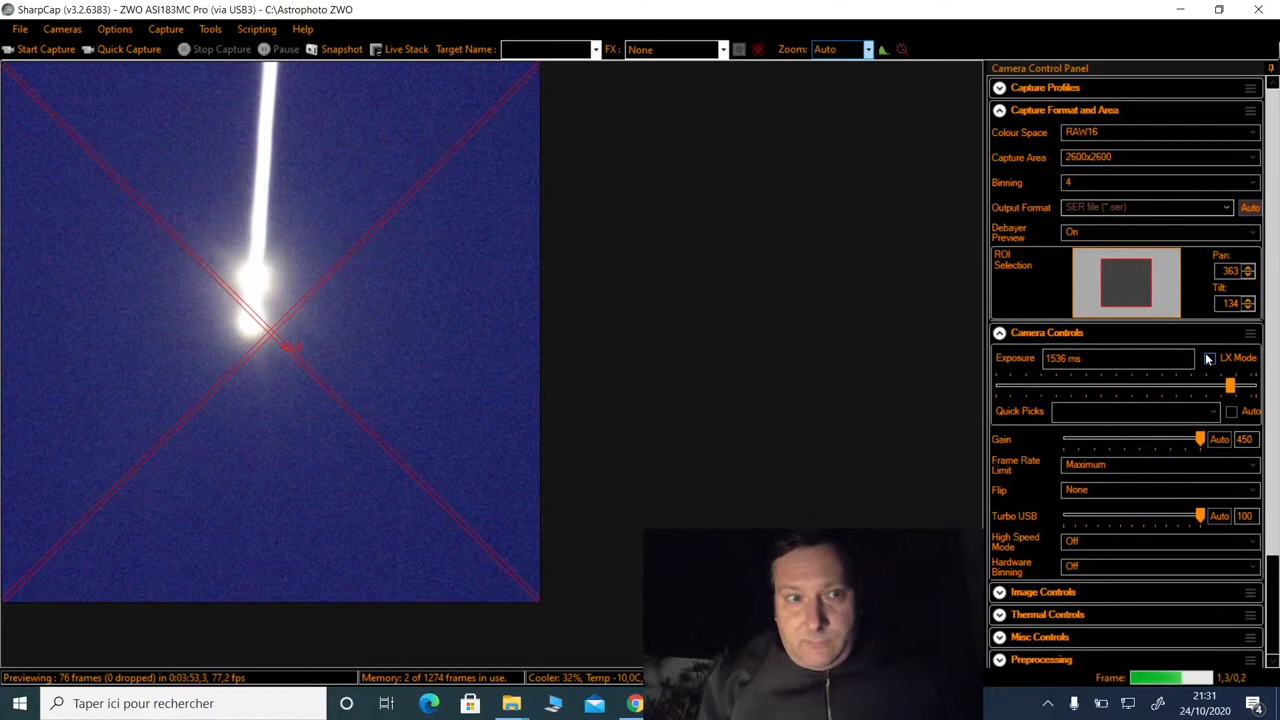 SharpCap (v3.2.6383) - ZWO ASI183MC Pro (via USB3) - C:\Astrophoto ZWO
File Cameras Options Capture Tools Scripting Help
Start Capture Quick Capture Stop Capture Pause Snapshot Live Stack Target Name : FX : None Zoom: Auto
Camera Control Panel
Capture Profiles
Capture Format and Area
Colour Space RAW16
Capture Area 2600x2600
Binning 4
Output Format SER file (*.ser) Auto
Debayer Preview On
ROI Selection
Pan:
363
Tilt:
134
Camera Controls
Exposure 1536 ms LX Mode
Quick Picks Auto
Gain Auto 450
Frame Rate Limit Maximum
Flip None
Turbo USB Auto 100
High Speed Mode Off
Hardware Binning Off
Image Controls
Thermal Controls
Misc Controls
Preprocessing
Previewing : 76 frames (0 dropped) in 0:03:53,3, 77,2 fps Memory: 2 of 1274 frames in use. Cooler: 32%, Temp -10,0C, Frame: 1,3/0,2
Taper ici pour rechercher
21:31
24/10/2020
4